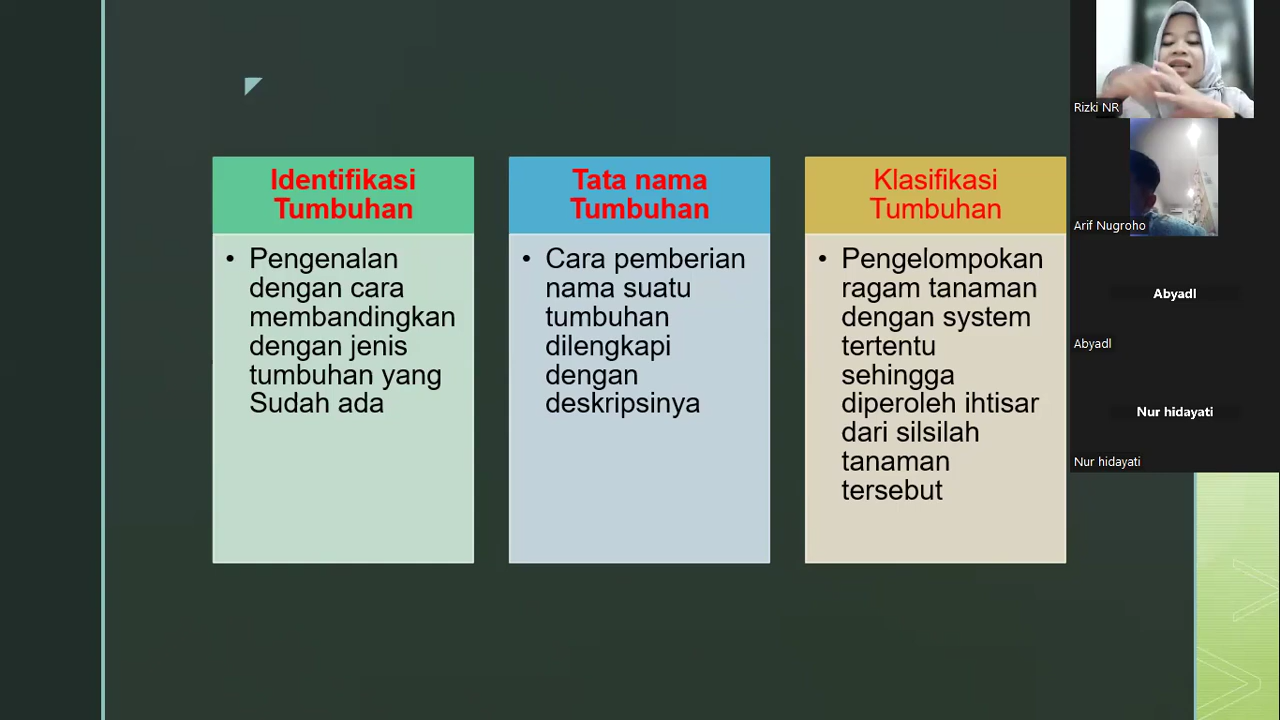 Identifikasi
Tumbuhan
• Pengenalan
dengan cara
membandingkan
dengan jenis
tumbuhan yang
Sudah ada
Tata nama
Tumbuhan
• Cara pemberian
nama suatu
tumbuhan
dilengkapi
dengan
deskripsinya
Klasifikasi
Tumbuhan
• Pengelompokan
ragam tanaman
dengan system
tertentu
sehingga
diperoleh ihtisar
dari silsilah
tanaman
tersebut
Rizki NR
Arif Nugroho
Abyadl
Abyadl
Nur hidayati
Nur hidayati